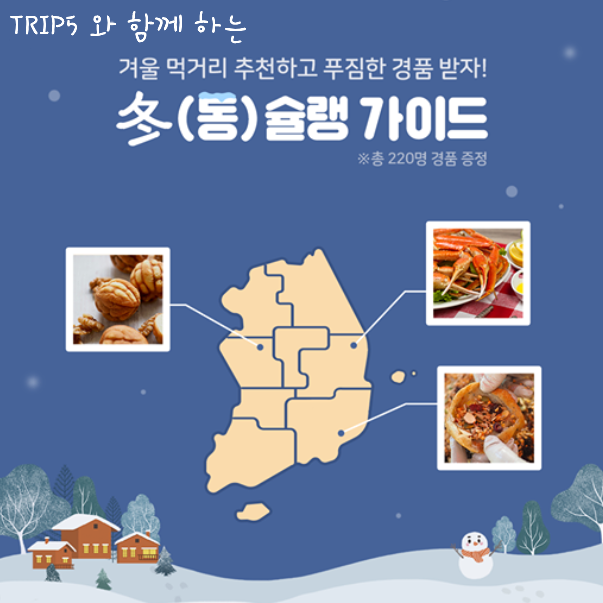 TRIP5 와 함께 하는
겨울 먹거리 추천하고 푸짐한 경품 받자!
冬(동)슐랭 가이드
※총 220명 경품 증정